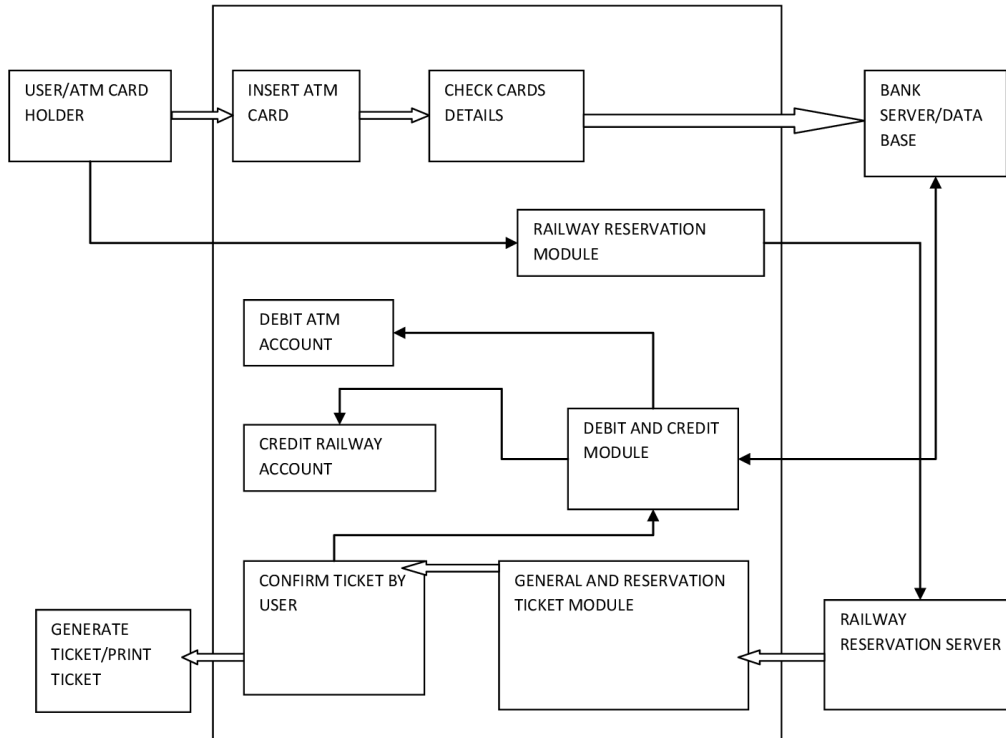 USER/ATM CARD
HOLDER
INSERT ATM
CARD
CHECK CARDS
DETAILS
BANK
SERVER/DATA
BASE
RAILWAY RESERVATION
MODULE
DEBIT ATM
ACCOUNT
CREDIT RAILWAY
ACCOUNT
DEBIT AND CREDIT
MODULE
CONFIRM TICKET BY
USER
GENERAL AND RESERVATION
TICKET MODULE
RAILWAY
RESERVATION SERVER
GENERATE
TICKET/PRINT
TICKET